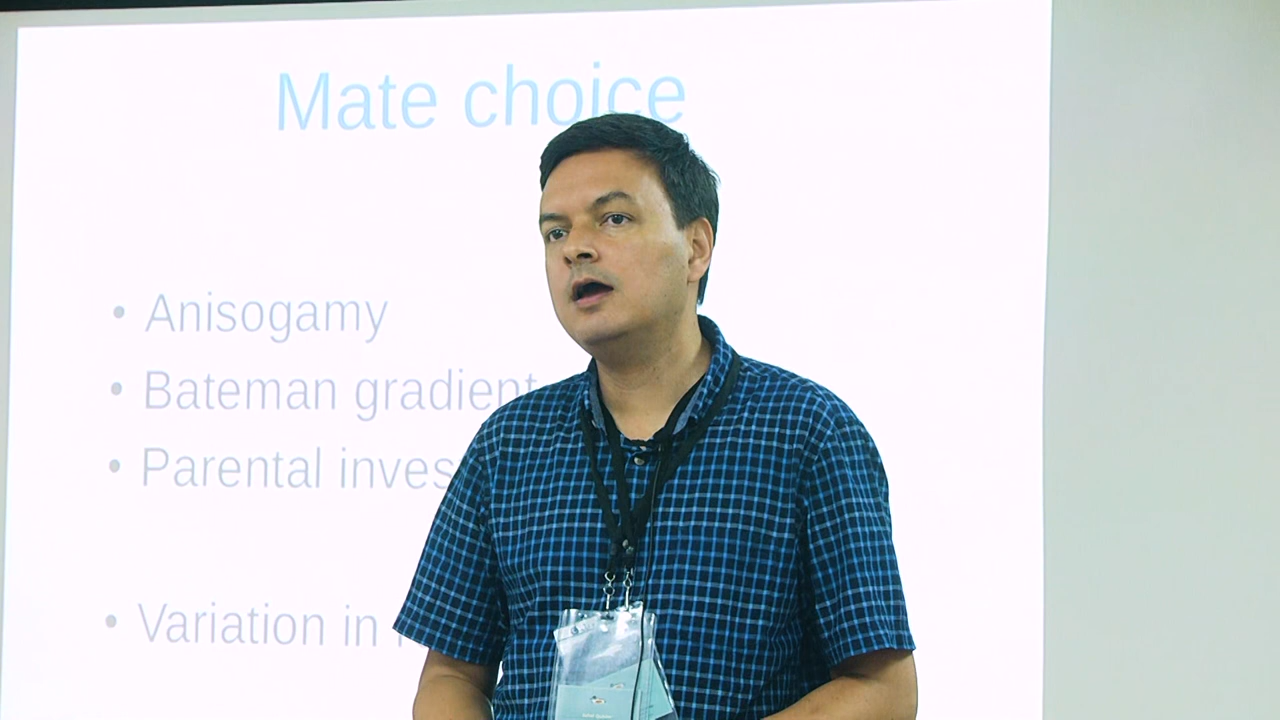 Mate choice
• Anisogamy
• Bateman gradient
• Parental inves
• Variation in